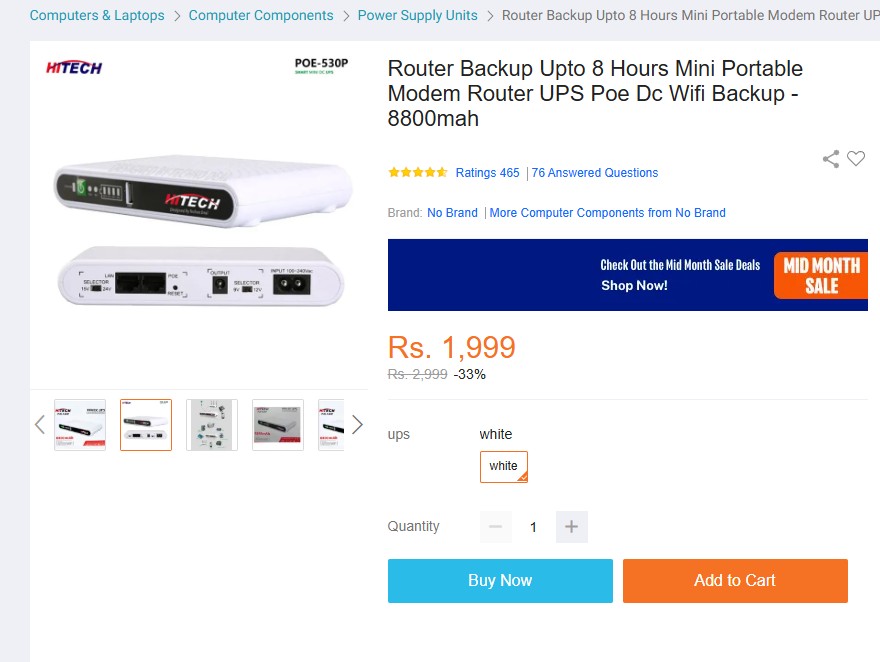 Computers & Laptops > Computer Components > Power Supply Units > Router Backup Upto 8 Hours Mini Portable Modem Router UP
HITECH
POE-530P
SMART MINI DC UPS
HITECH
LAN
POE
SELECTOR
15V 24V
RESET
OUTPUT
SELECTOR
9V 12V
INPUT 100-240Vac
Router Backup Upto 8 Hours Mini Portable
Modem Router UPS Poe Dc Wifi Backup -
8800mah
Ratings 465 | 76 Answered Questions
Brand: No Brand | More Computer Components from No Brand
Check Out the Mid Month Sale Deals
Shop Now!
MID MONTH
SALE
Rs. 1,999
Rs. 2,999 -33%
ups white
white
Quantity 1
Buy Now Add to Cart